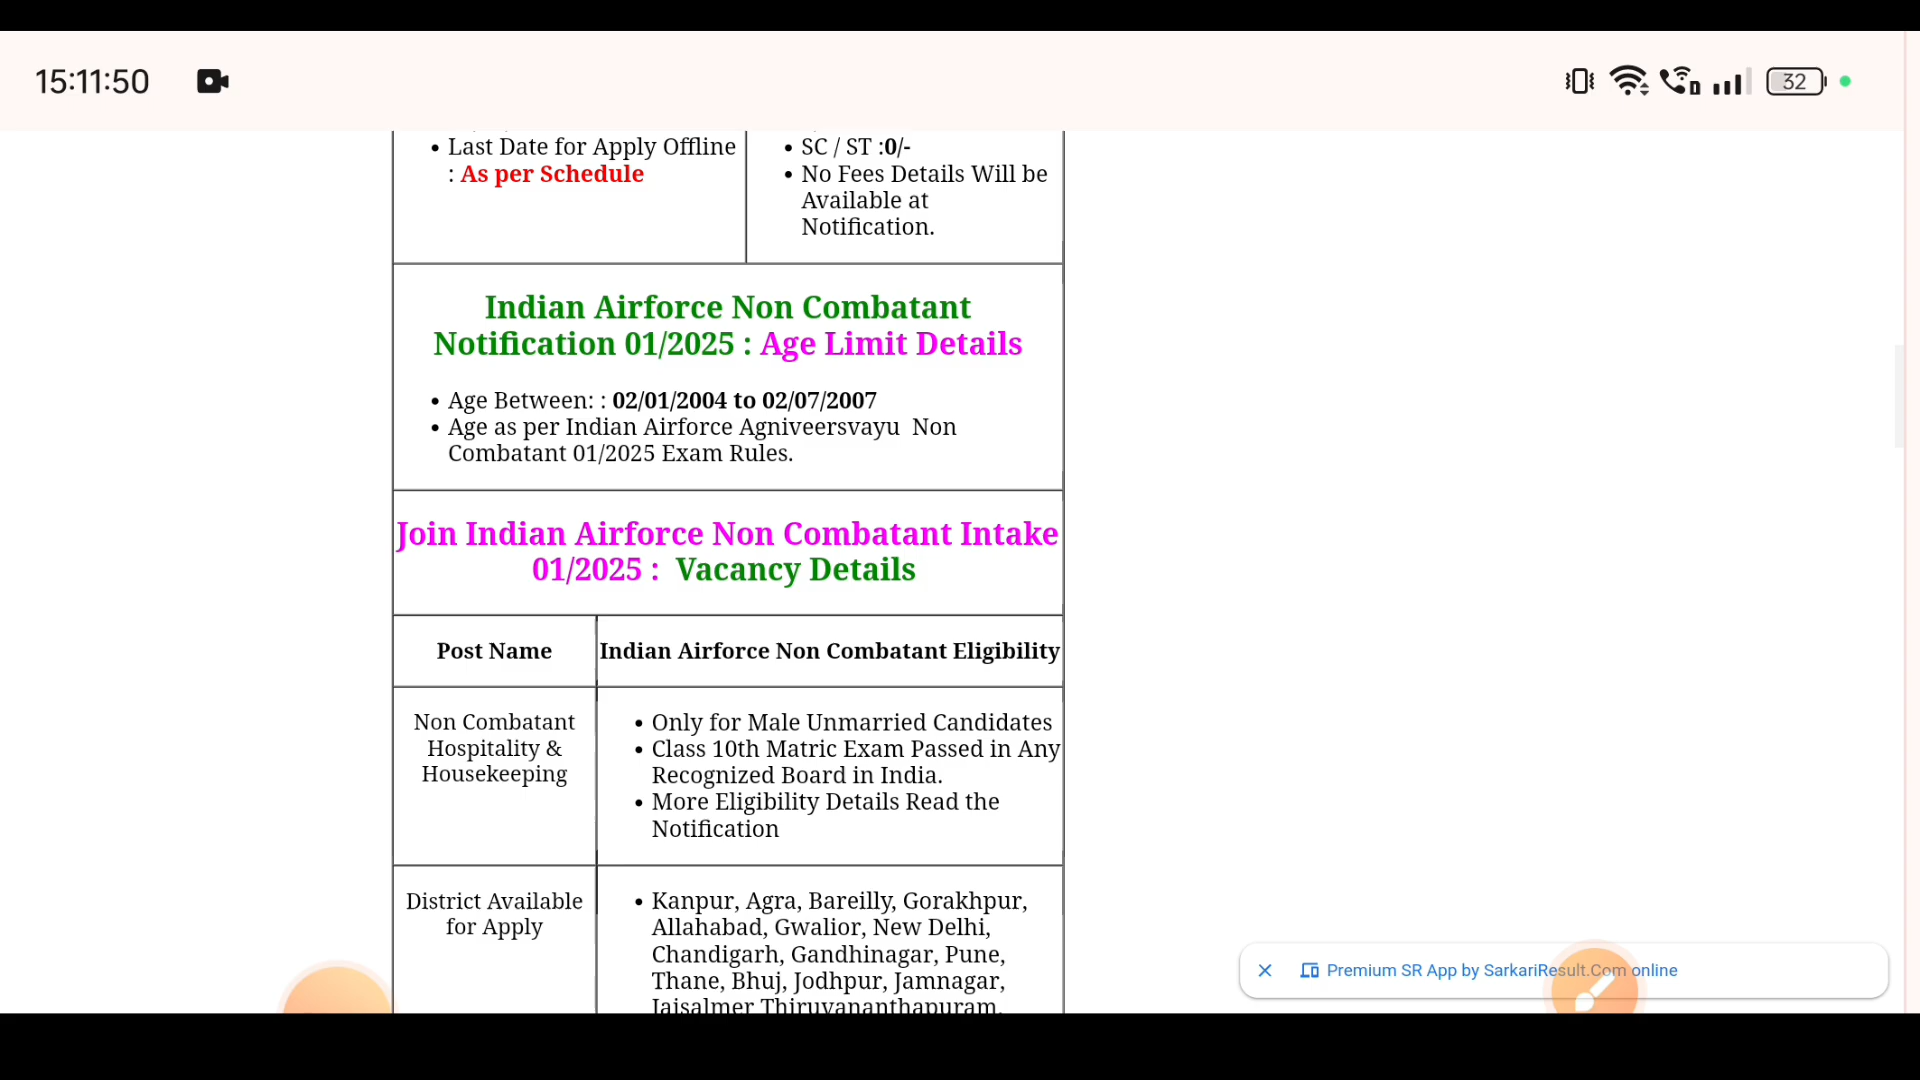 15:11:50
32
Last Date for Apply Offline
: As per Schedule
SC / ST :0/-
No Fees Details Will be
Available at
Notification.
Indian Airforce Non Combatant
Notification 01/2025 : Age Limit Details
Age Between: : 02/01/2004 to 02/07/2007
Age as per Indian Airforce Agniveersvayu Non
Combatant 01/2025 Exam Rules.
Join Indian Airforce Non Combatant Intake
01/2025 : Vacancy Details
Post Name
Indian Airforce Non Combatant Eligibility
Non Combatant
Hospitality &
Housekeeping
Only for Male Unmarried Candidates
Class 10th Matric Exam Passed in Any
Recognized Board in India.
More Eligibility Details Read the
Notification
District Available
for Apply
Kanpur, Agra, Bareilly, Gorakhpur,
Allahabad, Gwalior, New Delhi,
Chandigarh, Gandhinagar, Pune,
Thane, Bhuj, Jodhpur, Jamnagar,
Jaisalmer Thiruvananthapuram,
Premium SR App by SarkariResult.Com online